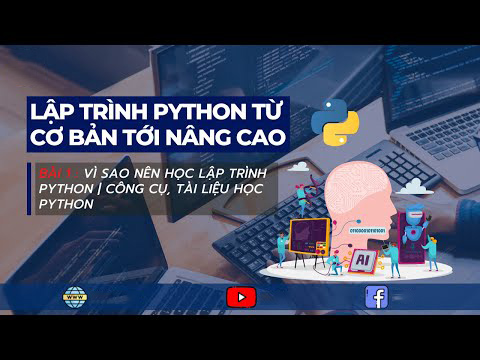 LẬP TRÌNH PYTHON TỪ
CƠ BẢN TỚI NÂNG CAO
BÀI 1: VÌ SAO NÊN HỌC LẬP TRÌNH
PYTHON | CÔNG CỤ, TÀI LIỆU HỌC
PYTHON
AI
WWW